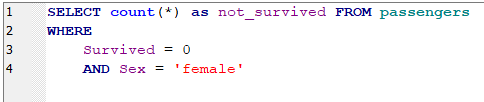 1 SELECT count(*) as not_survived FROM passengers
2 WHERE
3     Survived = 0
4     AND Sex = 'female'